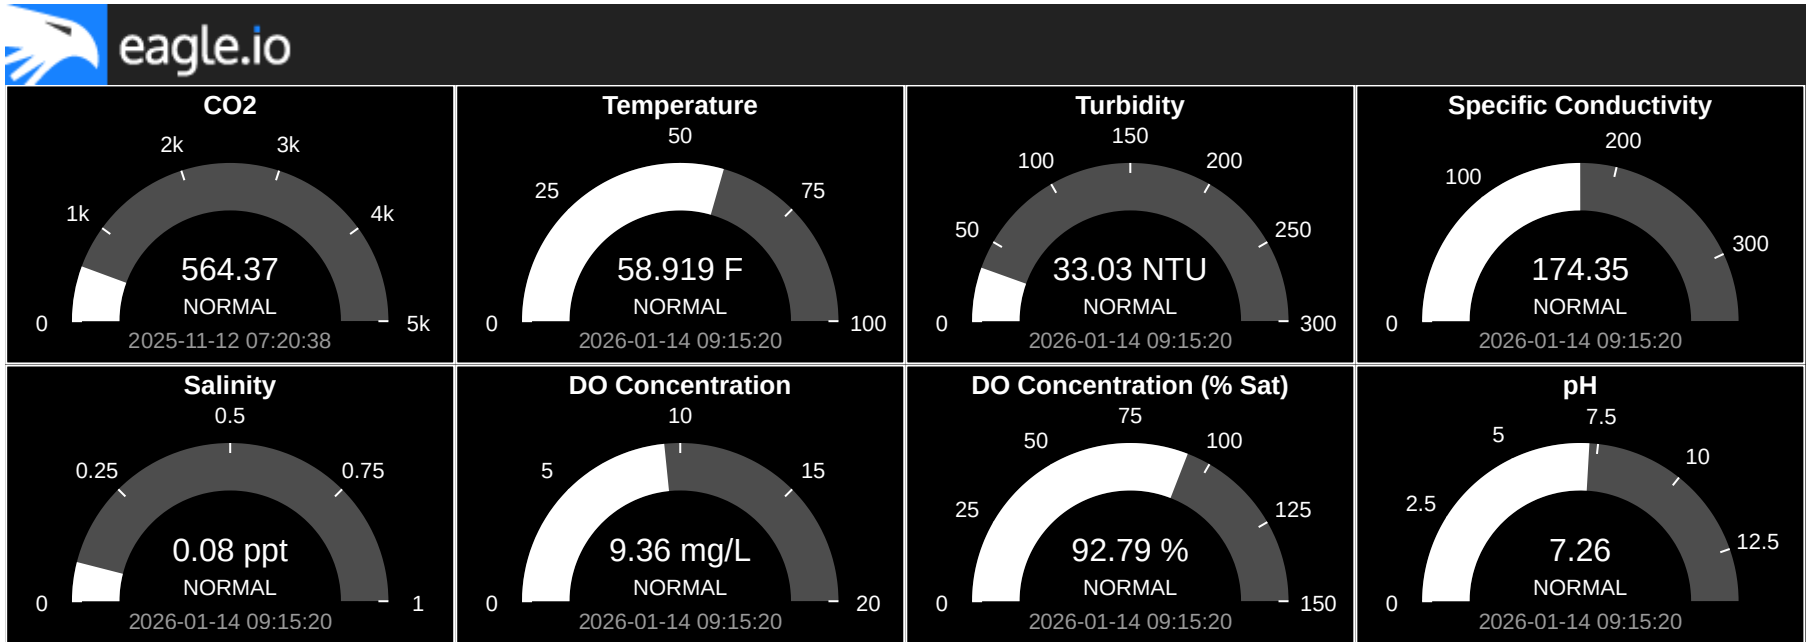 eagle.io
CO2
2k
3k
1k
4k
0
5k
564.37
NORMAL
2025-11-12 07:20:38
Temperature
50
25
75
0
100
58.919 F
NORMAL
2026-01-14 09:15:20
Turbidity
150
100
200
50
250
0
300
33.03 NTU
NORMAL
2026-01-14 09:15:20
Specific Conductivity
200
100
300
0
174.35
NORMAL
2026-01-14 09:15:20
Salinity
0.5
0.25
0.75
0
1
0.08 ppt
NORMAL
2026-01-14 09:15:20
DO Concentration
10
5
15
0
20
9.36 mg/L
NORMAL
2026-01-14 09:15:20
DO Concentration (% Sat)
75
50
100
25
125
0
150
92.79 %
NORMAL
2026-01-14 09:15:20
pH
7.5
5
10
2.5
12.5
0
7.26
NORMAL
2026-01-14 09:15:20